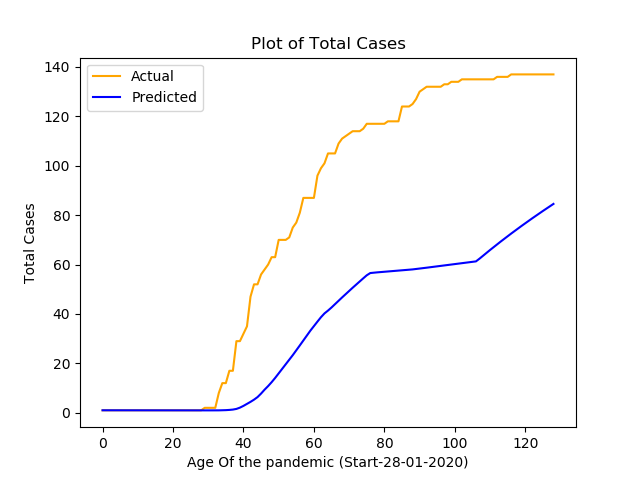 Plot of Total Cases
Actual
Predicted
140
120
100
80
60
40
20
0
Total Cases
0 20 40 60 80 100 120
Age Of the pandemic (Start-28-01-2020)